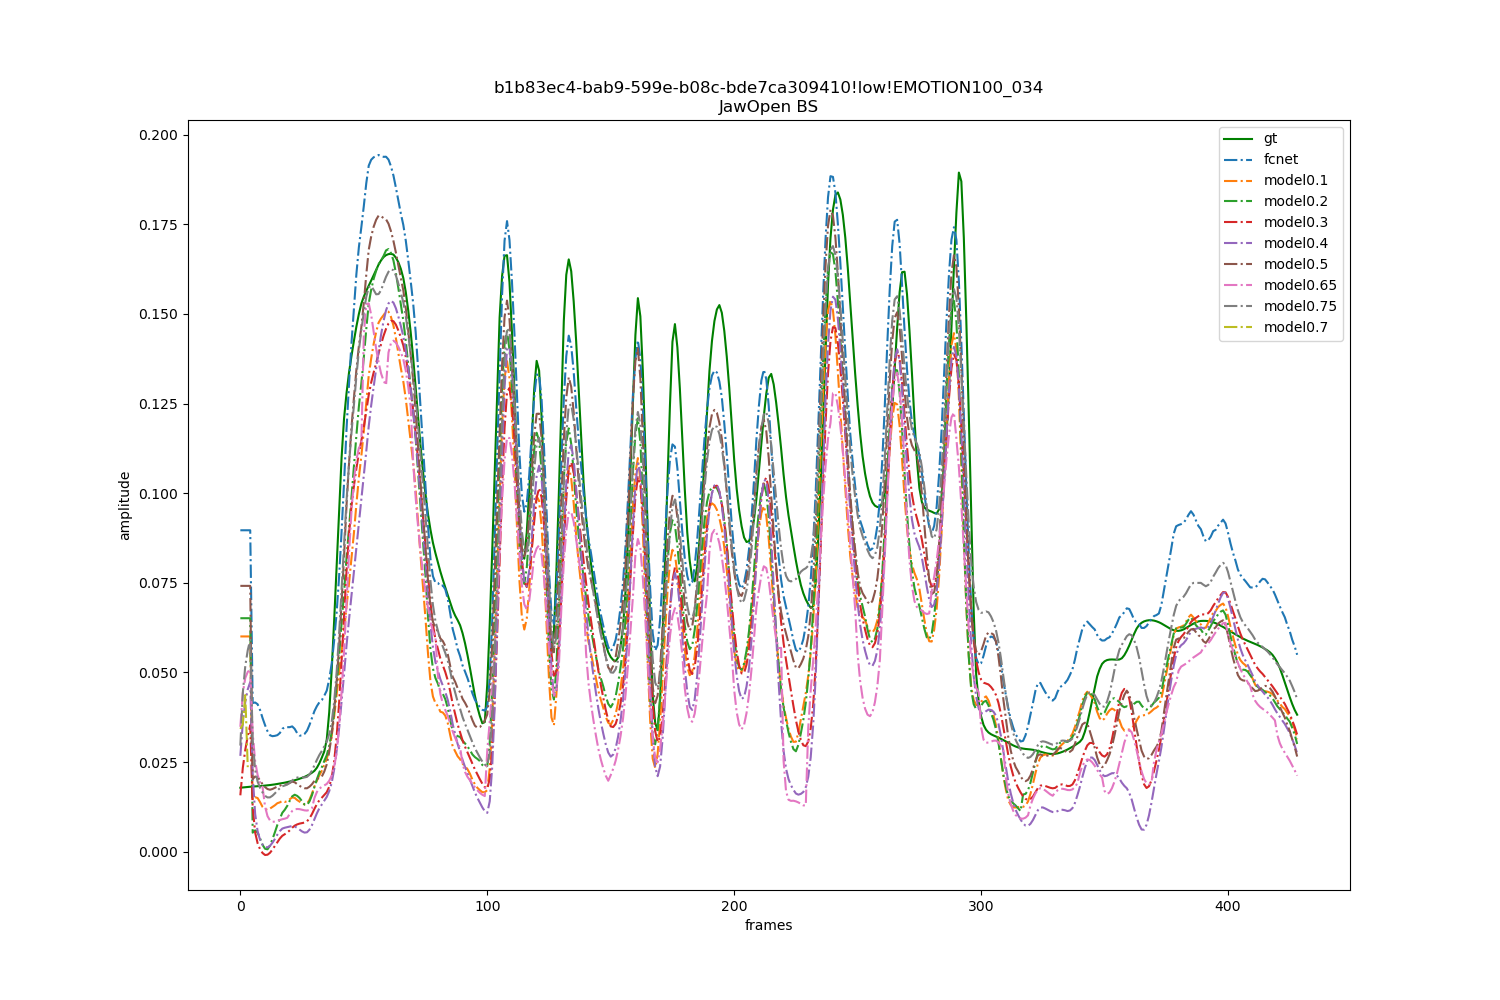 b1b83ec4-bab9-599e-b08c-bde7ca309410!low!EMOTION100_034
JawOpen BS
gt
fcnet
model0.1
model0.2
model0.3
model0.4
model0.5
model0.65
model0.75
model0.7
0.200
0.175
0.150
0.125
0.100
0.075
0.050
0.025
0.000
amplitude
0 100 200 300 400
frames